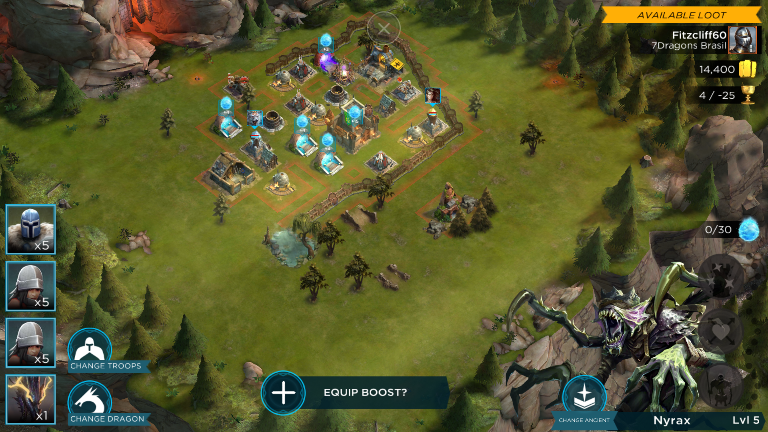 AVAILABLE LOOT
Fitzcliff60
7Dragons Brasil
14,400
4 / -25
x5
0/30
x5
x5
CHANGE TROOPS
x1
CHANGE DRAGON
EQUIP BOOST?
CHANGE ANCIENT
Nyrax
Lvl 5